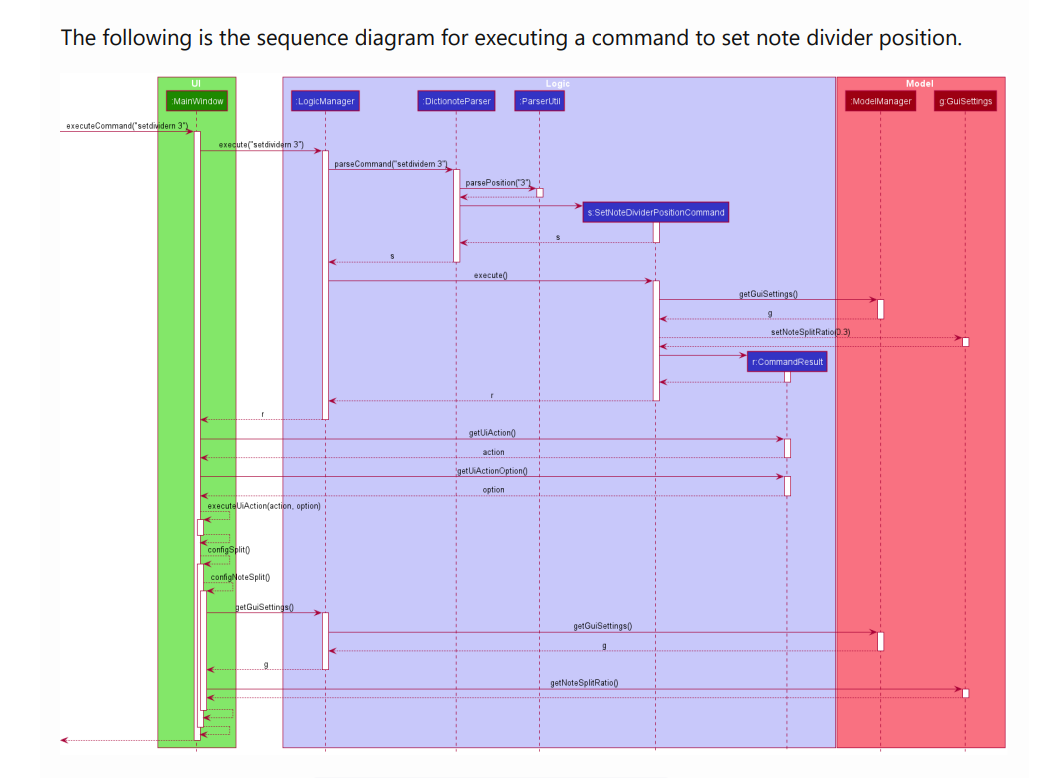 The following is the sequence diagram for executing a command to set note divider position.
UI
Logic
Model
:MainWindow
:LogicManager
:DictionoteParser
:ParserUtil
:ModelManager
g:GuiSettings
executeCommand("setdividern 3")
execute("setdividern 3")
parseCommand("setdividern 3")
parsePosition("3")
s:SetNoteDividerPositionCommand
s
s
execute()
getGuiSettings()
g
setNoteSplitRatio(0.3)
r:CommandResult
r
r
getUiAction()
action
getUiActionOption()
option
executeUiAction(action, option)
configSplit()
configNoteSplit()
getGuiSettings()
getGuiSettings()
g
g
getNoteSplitRatio()